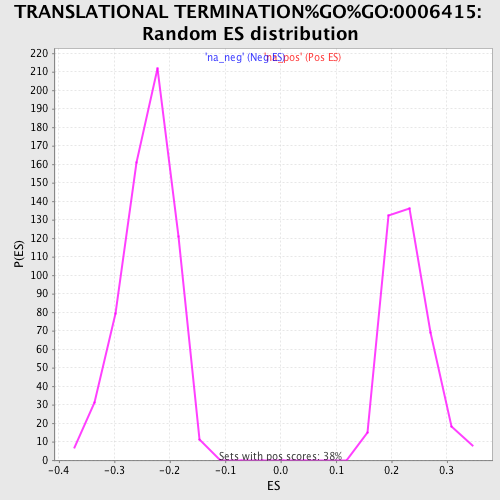 TRANSLATIONAL TERMINATION%GO%GO:0006415:
Random ES distribution
'na_neg' (Neg ES)
'na_pos' (Pos ES)
220
210
200
190
180
170
160
150
140
130
120
110
100
90
80
70
60
50
40
30
20
10
0
P(ES)
Sets with pos scores: 38%
-0.4 -0.3 -0.2 -0.1 0.0 0.1 0.2 0.3
ES